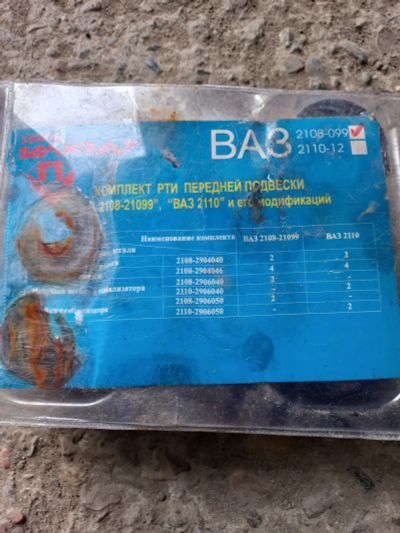 ВАЗ 2108-099
2110-12
КОМПЛЕКТ РТИ ПЕРЕДНЕЙ ПОДВЕСКИ
2108-21099", "ВАЗ 2110" и его модификаций
Наименование комплекта ВАЗ 2108-21099 ВАЗ 2110
2108-2904040 2 2
2108-2904046 4 4
2108-2906040 2 -
2110-2906040 - 2
2108-2906050 2 -
2110-2906050 - 2